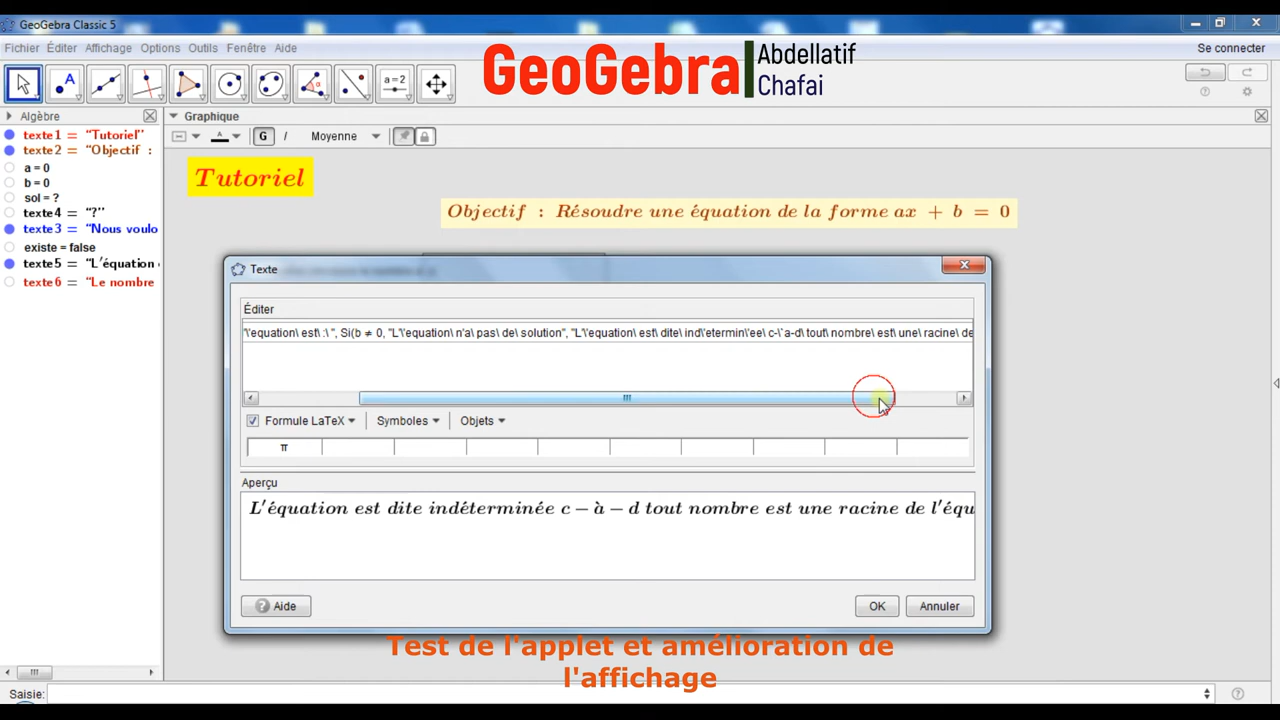 GeoGebra Classic 5
Fichier Éditer Affichage Options Outils Fenêtre Aide
Se connecter
GeoGebra
Abdellatif
Chafai
a=2
Algèbre
Graphique
G / Moyenne
texte1 = "Tutoriel"
texte2 = "Objectif :
a = 0
b = 0
sol = ?
texte4 = "?"
texte3 = "Nous voulo
existe = false
texte5 = "L'équation
texte6 = "Le nombre
Tutoriel
Objectif : Résoudre une équation de la forme ax + b = 0
Texte
Éditer
\'equation\ est\ :\ ", Si(b ≠ 0, "L'\'equation\ n'a\ pas\ de\ solution", "L'\'equation\ est\ dite\ ind\'etermin\'ee\ c-\`a-d\ tout\ nombre\ est\ une\ racine\ de
Formule LaTeX Symboles Objets
π
Aperçu
L'équation est dite indéterminée c – à – d tout nombre est une racine de l'équ
Aide OK Annuler
Test de l'applet et amélioration de
l'affichage
Saisie: